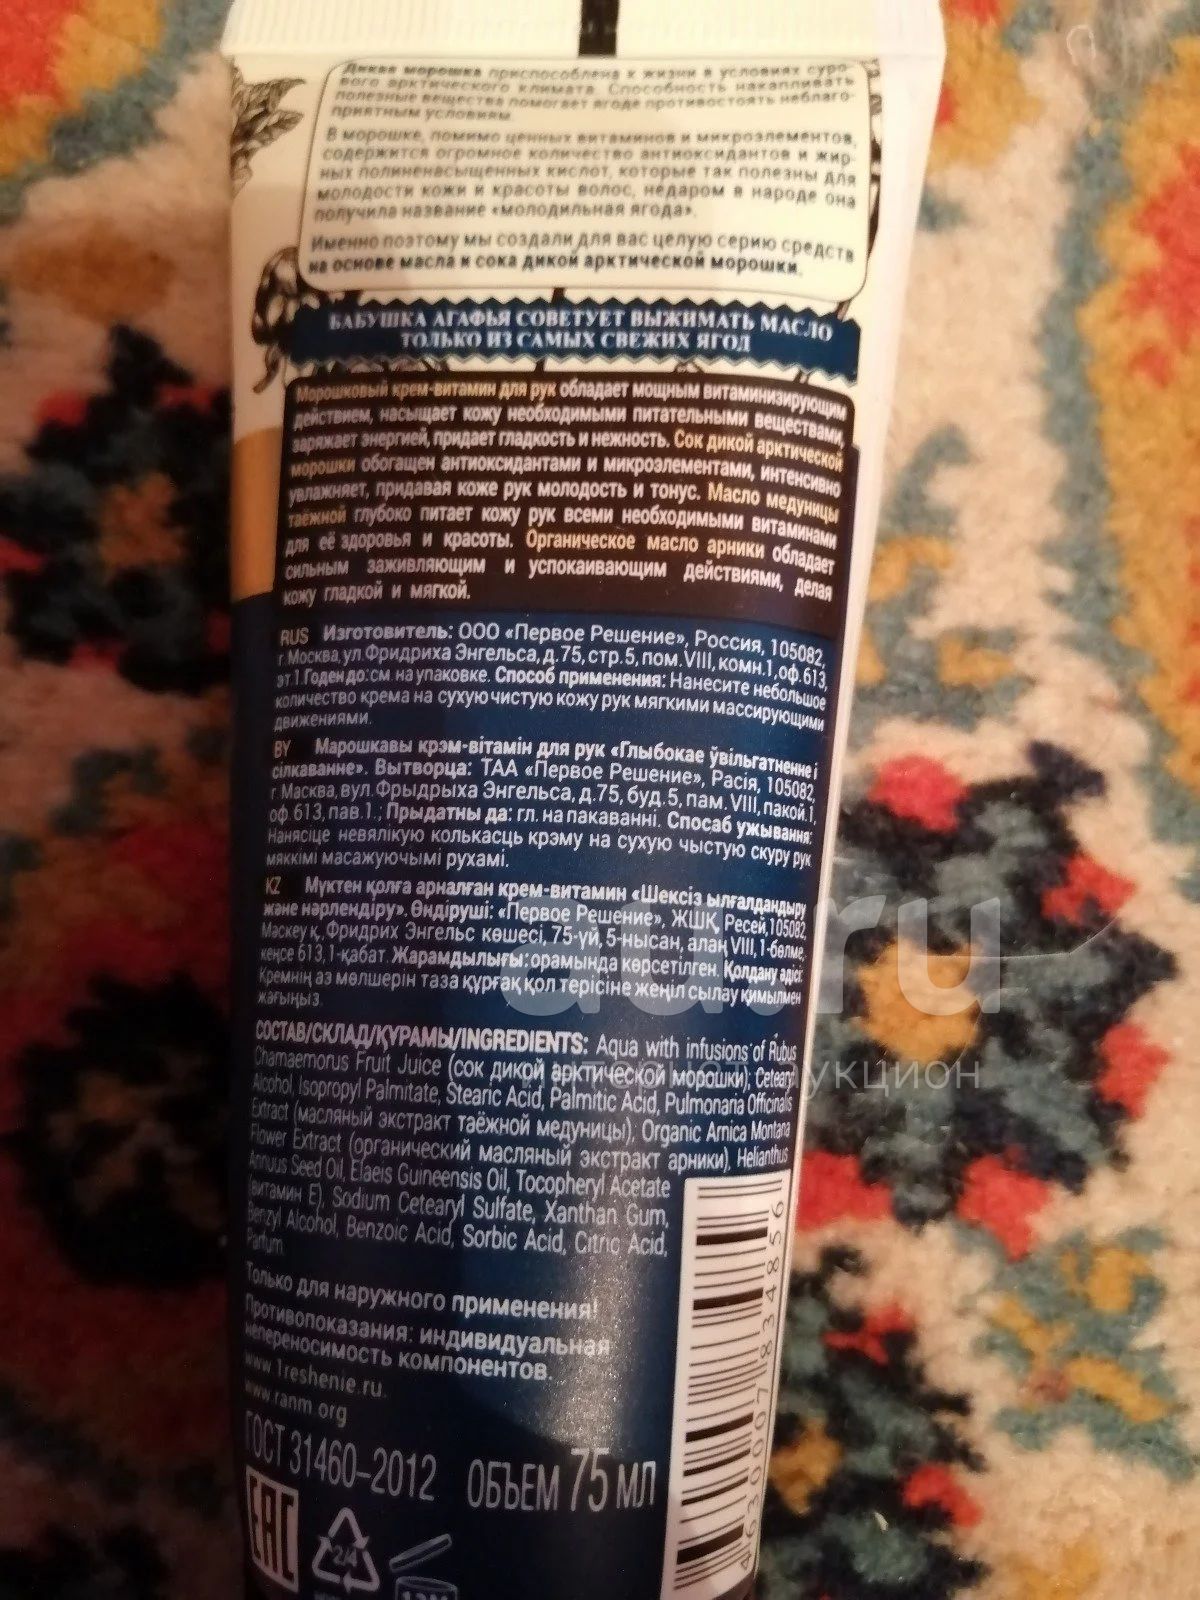 Дикая морошка приспособлена к жизни в условиях суро-
вого арктического климата. Способность накапливать
полезные вещества помогает ягоде противостоять неблаго-
приятным условиям.
В морошке, помимо ценных витаминов и микроэлементов,
содержится огромное количество антиоксидантов и жир-
ных полиненасыщенных кислот, которые так полезны для
молодости кожи и красоты волос, недаром в народе она
получила название «молодильная ягода».
Именно поэтому мы создали для вас целую серию средств
на основе масла и сока дикой арктической морошки.
БАБУШКА АГАФЬЯ СОВЕТУЕТ ВЫЖИМАТЬ МАСЛО
ТОЛЬКО ИЗ САМЫХ СВЕЖИХ ЯГОД
Морошковый крем-витамин для рук обладает мощным витаминизирующим
действием, насыщает кожу необходимыми питательными веществами,
заряжает энергией, придает гладкость и нежность. Сок дикой арктической
морошки обогащен антиоксидантами и микроэлементами, интенсивно
увлажняет, придавая коже рук молодость и тонус. Масло медуницы
таёжной глубоко питает кожу рук всеми необходимыми витаминами
для её здоровья и красоты. Органическое масло арники обладает
сильным заживляющим и успокаивающим действиями, делая
кожу гладкой и мягкой.
RUS Изготовитель: ООО «Первое Решение», Россия, 105082,
г. Москва, ул. Фридриха Энгельса, д. 75, стр. 5, пом. VIII, комн.1, оф. 613,
эт 1. Годен до: см. на упаковке. Способ применения: Нанесите небольшое
количество крема на сухую чистую кожу рук мягкими массирующими
движениями.
BY Марошкавы крэм-вітамін для рук «Глыбокае ўвільгатненне і
сілкаванне». Вытворца: ТАА «Первое Решение», Расія, 105082,
г. Масква, вул. Фрыдрыха Энгельса, д. 75, буд. 5, пам. VIII, пакой.1,
оф. 613, пав. 1.; Прыдатны да: гл. на пакаванні. Спосаб ужывання:
Нанясіце невялікую колькасць крэму на сухую чыстую скуру рук
мяккімі масажуючымі рухамі.
KZ Мүктен қолға арналған крем-витамин «Шексіз ылғалдандыру
және нәрлендіру». Өндіруші: «Первое Решение», ЖШҚ, Ресей, 105082,
Маскеу қ, Фридрих Энгельс көшесі, 75-үй, 5-нысан, алаң VIII, 1-бөлме,
кеңсе 613, 1-қабат. Жарамдылығы: орамында көрсетілген. Қолдану әдісі:
Кремнің аз мөлшерін таза құрғақ қол терісіне жеңіл сылау қимылмен
жағыңыз.
au.ru
СОСТАВ/СКЛАД/ҚҰРАМЫ/INGREDIENTS: Aqua with infusions of Rubus
Chamaemorus Fruit Juice (сок дикой арктической морошки), Cetearyl
Alcohol, Isopropyl Palmitate, Stearic Acid, Palmitic Acid, Pulmonaria Officinalis
Extract (масляный экстракт таёжной медуницы), Organic Arnica Montana
Flower Extract (органический масляный экстракт арники), Helianthus
Annuus Seed Oil, Elaeis Guineensis Oil, Tocopheryl Acetate
(витамин Е), Sodium Cetearyl Sulfate, Xanthan Gum,
Benzyl Alcohol, Benzoic Acid, Sorbic Acid, Citric Acid,
Parfum.
Только для наружного применения!
Противопоказания: индивидуальная
непереносимость компонентов.
www.1reshenie.ru.
www.ranm.org
ГОСТ 31460-2012 ОБЪЕМ 75 МЛ
EAC
2/4
12M
4 630007 834856